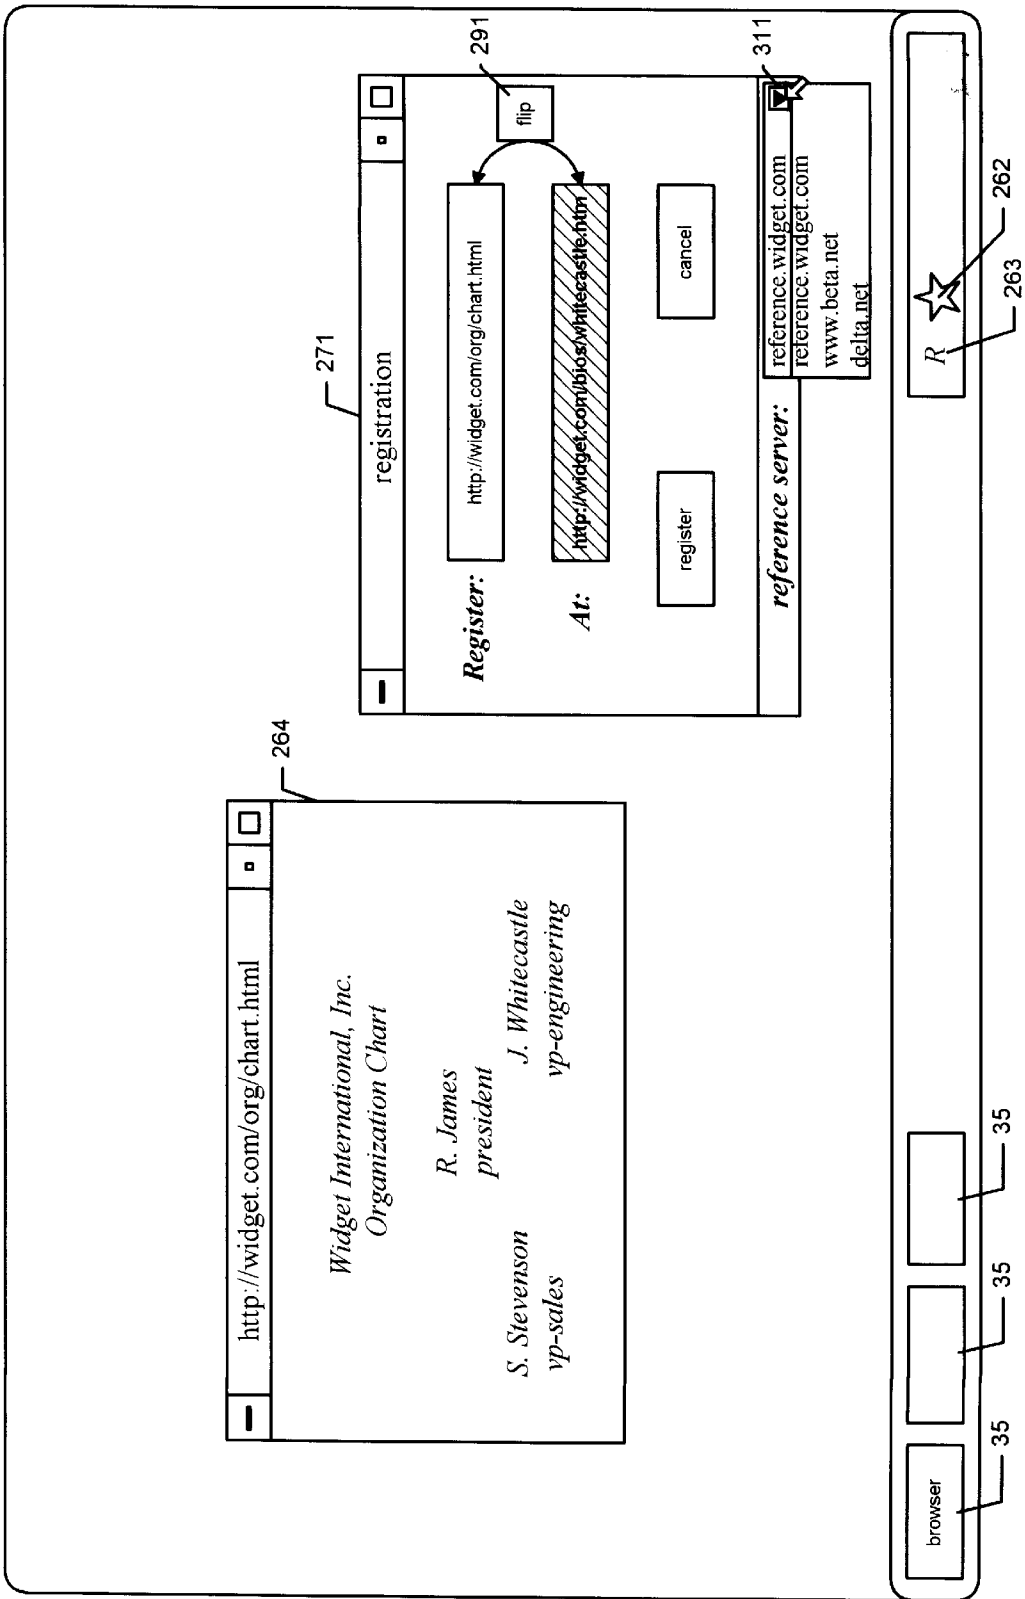 http://widget.com/org/chart.html
264
Widget International, Inc.
Organization Chart
R. James
president
S. Stevenson
vp-sales
J. Whitecastle
vp-engineering
271
registration
Register:
http://widget.com/org/chart.html
flip
291
At:
http://widget.com/bios/whitecastle.htm
register
cancel
reference server:
reference.widget.com
311
reference.widget.com
www.beta.net
delta.net
browser
R
35
35
35
263
262